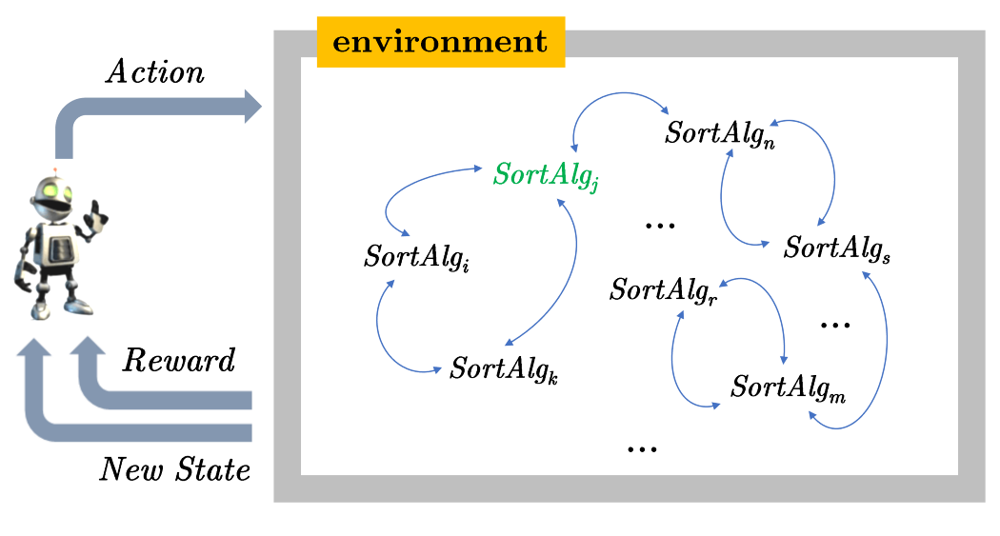 environment
Action
SortAlg_n
SortAlg_j
...
SortAlg_i
SortAlg_s
SortAlg_r
...
Reward
SortAlg_k
SortAlg_m
...
New State